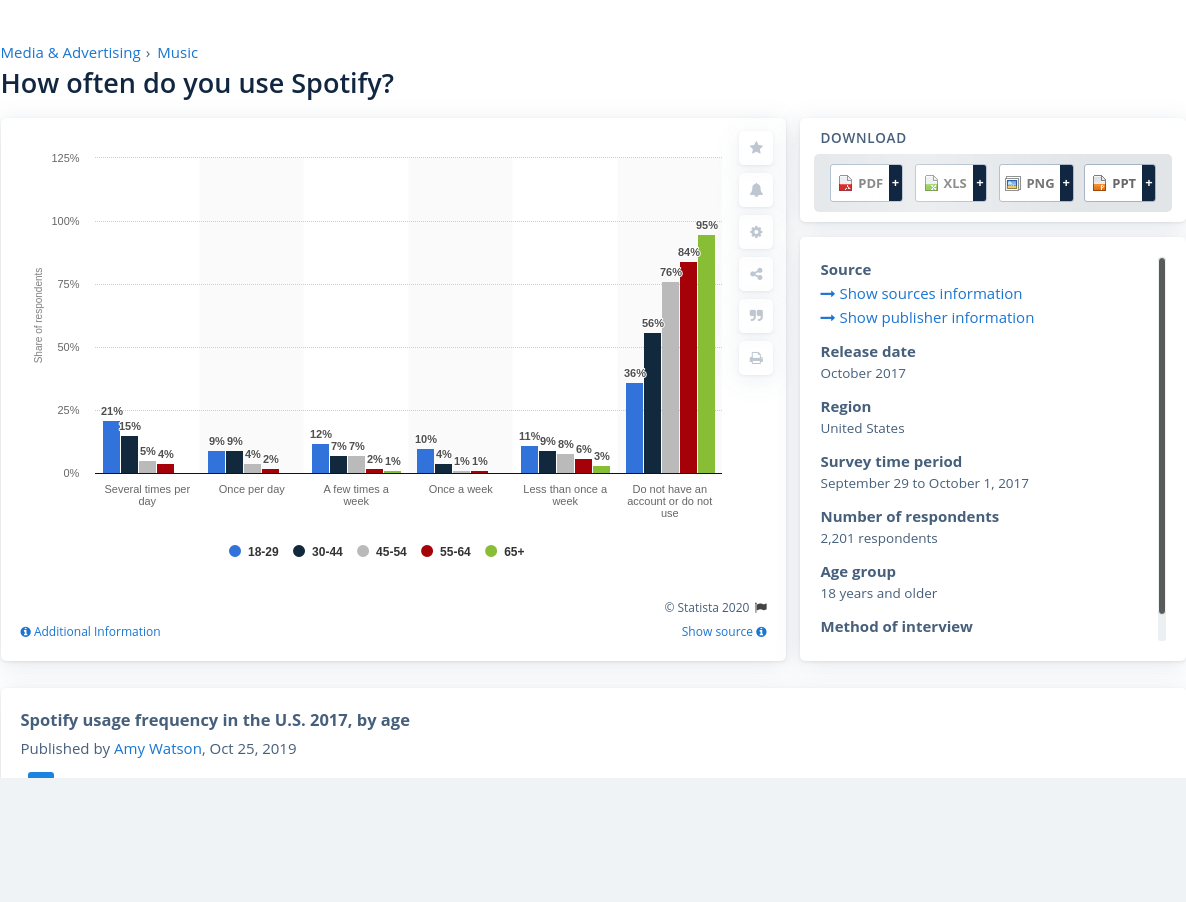 Media & Advertising › Music
How often do you use Spotify?
125%
100%
75%
50%
25%
0%
Share of respondents
21%
15%
5%
4%
9%
9%
4%
2%
12%
7%
7%
2%
1%
10%
4%
1%
1%
11%
9%
8%
6%
3%
36%
56%
76%
84%
95%
Several times per
day
Once per day
A few times a
week
Once a week
Less than once a
week
Do not have an
account or do not
use
18-29
30-44
45-54
55-64
65+
© Statista 2020
Additional Information
Show source
DOWNLOAD
PDF +
XLS +
PNG +
PPT +
Source
Show sources information
Show publisher information
Release date
October 2017
Region
United States
Survey time period
September 29 to October 1, 2017
Number of respondents
2,201 respondents
Age group
18 years and older
Method of interview
Spotify usage frequency in the U.S. 2017, by age
Published by Amy Watson, Oct 25, 2019